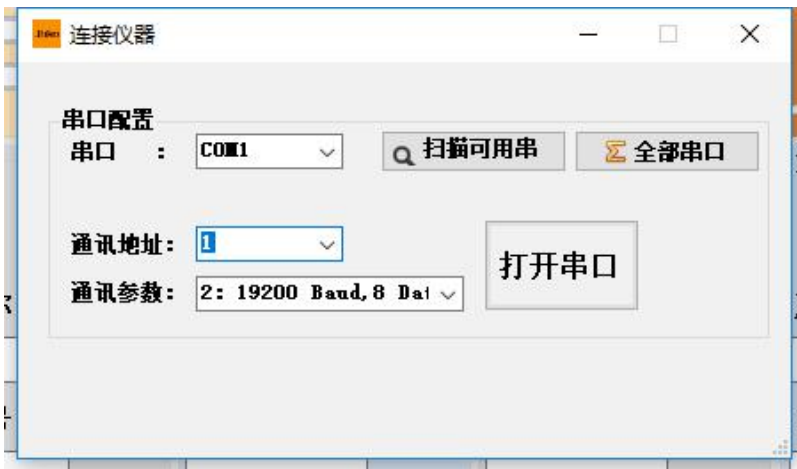 连接仪器
串口配置
串口 : COM1 扫描可用串 全部串口
通讯地址: 1
打开串口
通讯参数: 2: 19200 Baud,8 Dat